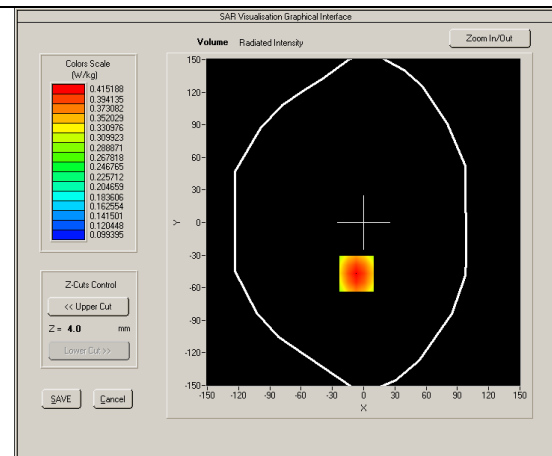 SAR Visualisation Graphical Interface
Volume Radiated Intensity
Zoom In/Out
Colors Scale
(W/kg)
0.415188
0.394135
0.373082
0.352029
0.330976
0.309923
0.288871
0.267818
0.246765
0.225712
0.204659
0.183606
0.162554
0.141501
0.120448
0.099395
Z-Cuts Control
<< Upper Cut
Z = 4.0 mm
Lower Cut >>
SAVE Cancel
150
120
90
60
30
0
-30
-60
-90
-120
-150
Y
-150 -120 -90 -60 -30 0 30 60 90 120 150
X